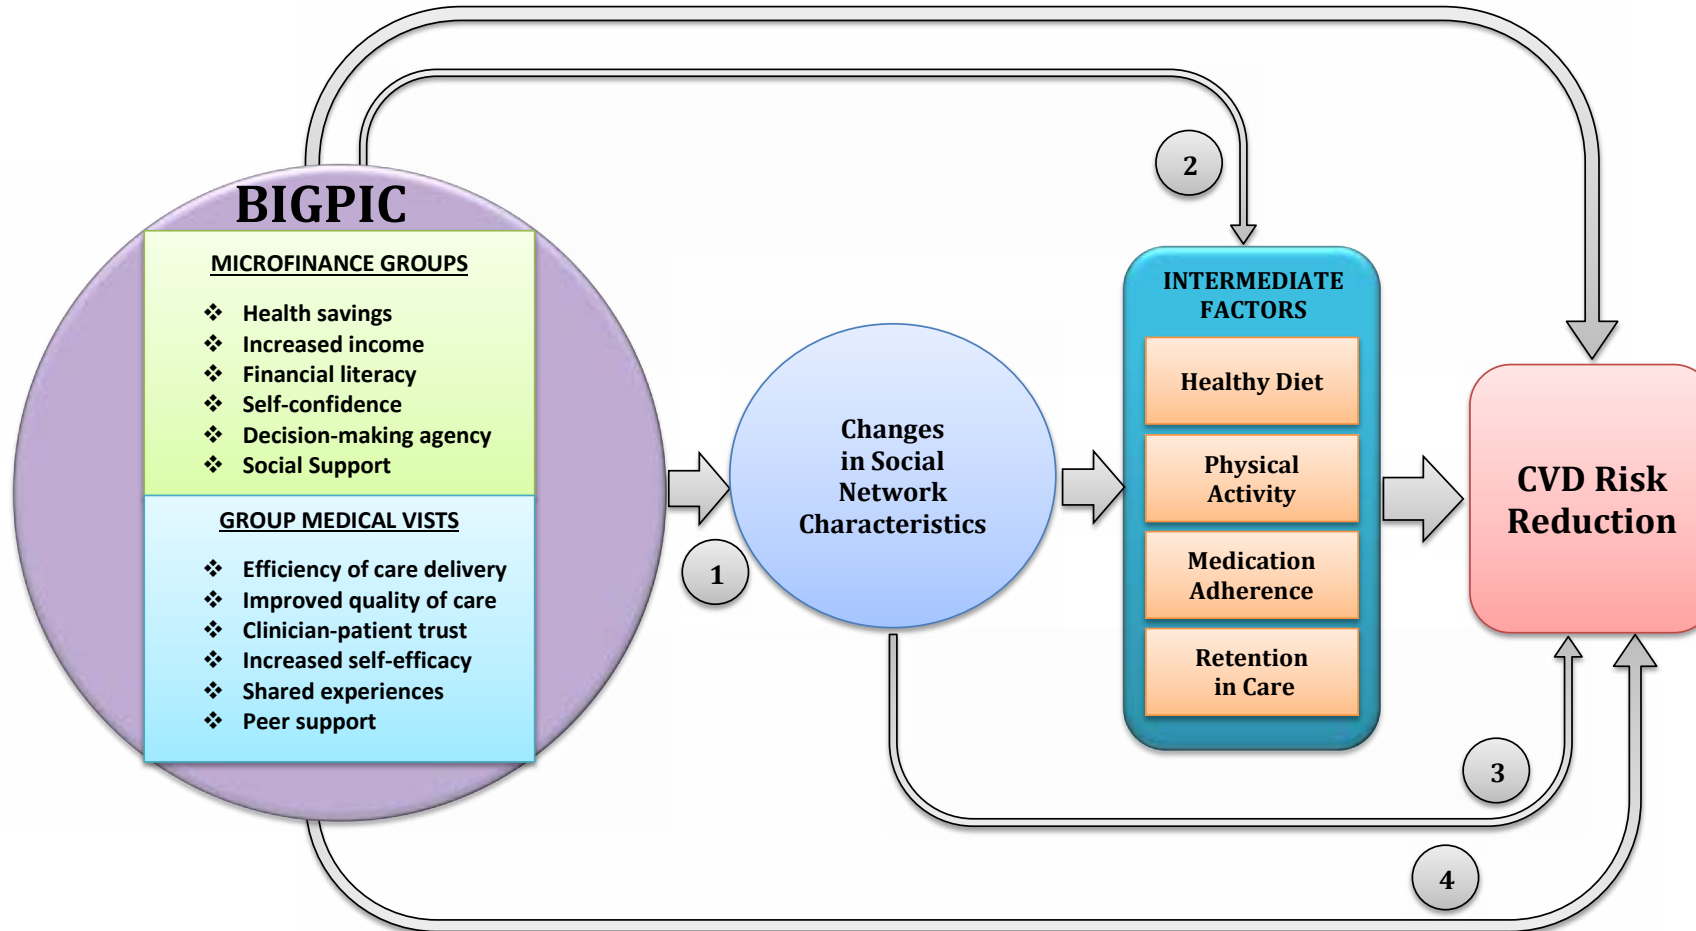 BIGPIC
MICROFINANCE GROUPS
❖ Health savings
❖ Increased income
❖ Financial literacy
❖ Self-confidence
❖ Decision-making agency
❖ Social Support
GROUP MEDICAL VISTS
❖ Efficiency of care delivery
❖ Improved quality of care
❖ Clinician-patient trust
❖ Increased self-efficacy
❖ Shared experiences
❖ Peer support
1
Changes
in Social
Network
Characteristics
2
INTERMEDIATE
FACTORS
Healthy Diet
Physical
Activity
Medication
Adherence
Retention
in Care
3
4
CVD Risk
Reduction